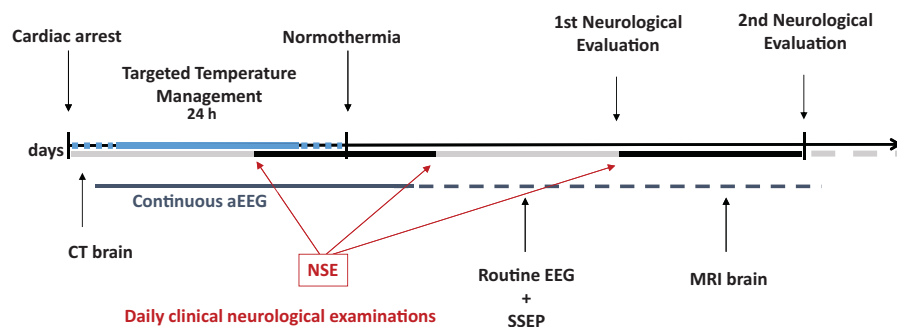 Cardiac arrest
Normothermia
1st Neurological
Evaluation
2nd Neurological
Evaluation
Targeted Temperature
Management
24 h
days
Continuous aEEG
CT brain
NSE
Routine EEG
+
SSEP
MRI brain
Daily clinical neurological examinations